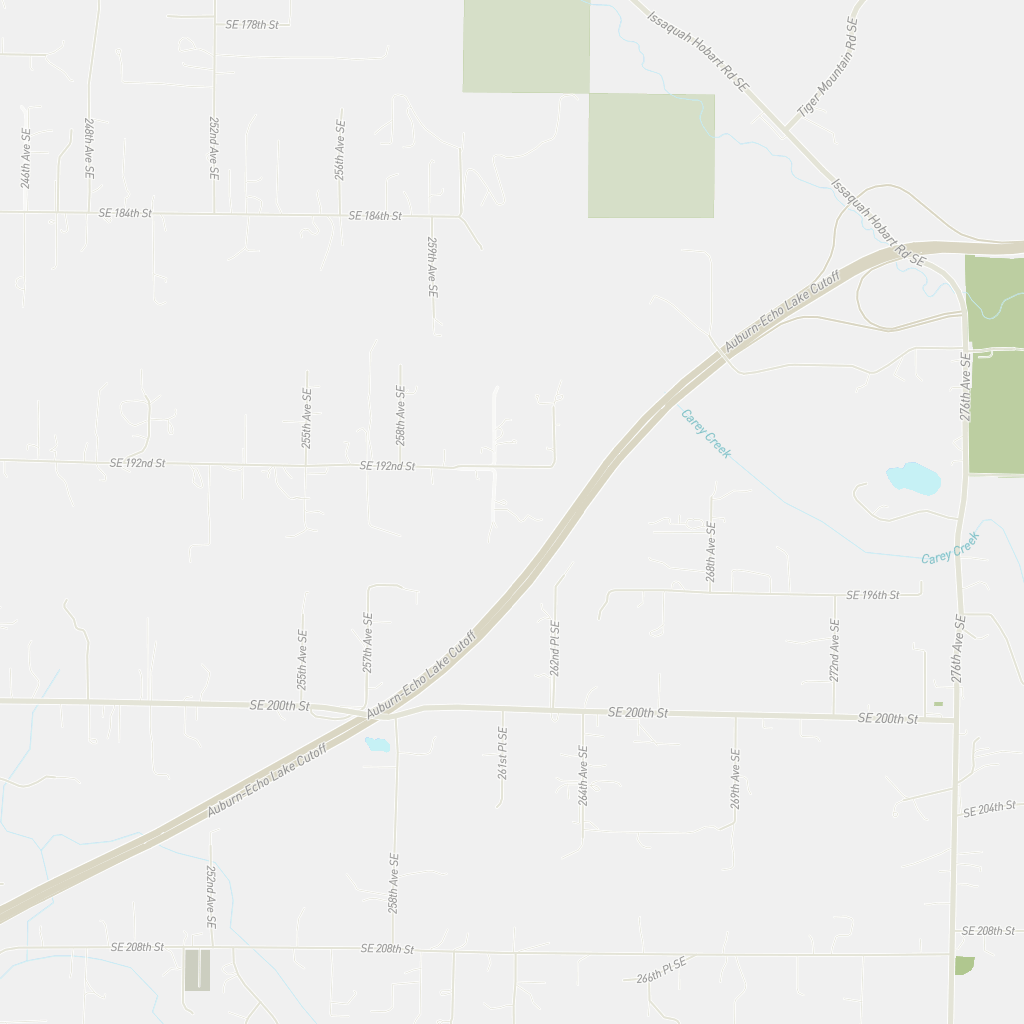 SE 178th St
Issaquah Hobart Rd SE
Tiger Mountain Rd SE
246th Ave SE
248th Ave SE
252nd Ave SE
256th Ave SE
SE 184th St
SE 184th St
259th Ave SE
Issaquah Hobart Rd SE
Auburn-Echo Lake Cutoff
276th Ave SE
255th Ave SE
258th Ave SE
Carey Creek
SE 192nd St
SE 192nd St
268th Ave SE
Carey Creek
SE 196th St
255th Ave SE
257th Ave SE
262nd Pl SE
272nd Ave SE
276th Ave SE
Auburn-Echo Lake Cutoff
SE 200th St
SE 200th St
SE 200th St
261st Pl SE
264th Ave SE
269th Ave SE
Auburn-Echo Lake Cutoff
SE 204th St
252nd Ave SE
258th Ave SE
SE 208th St
SE 208th St
SE 208th St
266th Pl SE